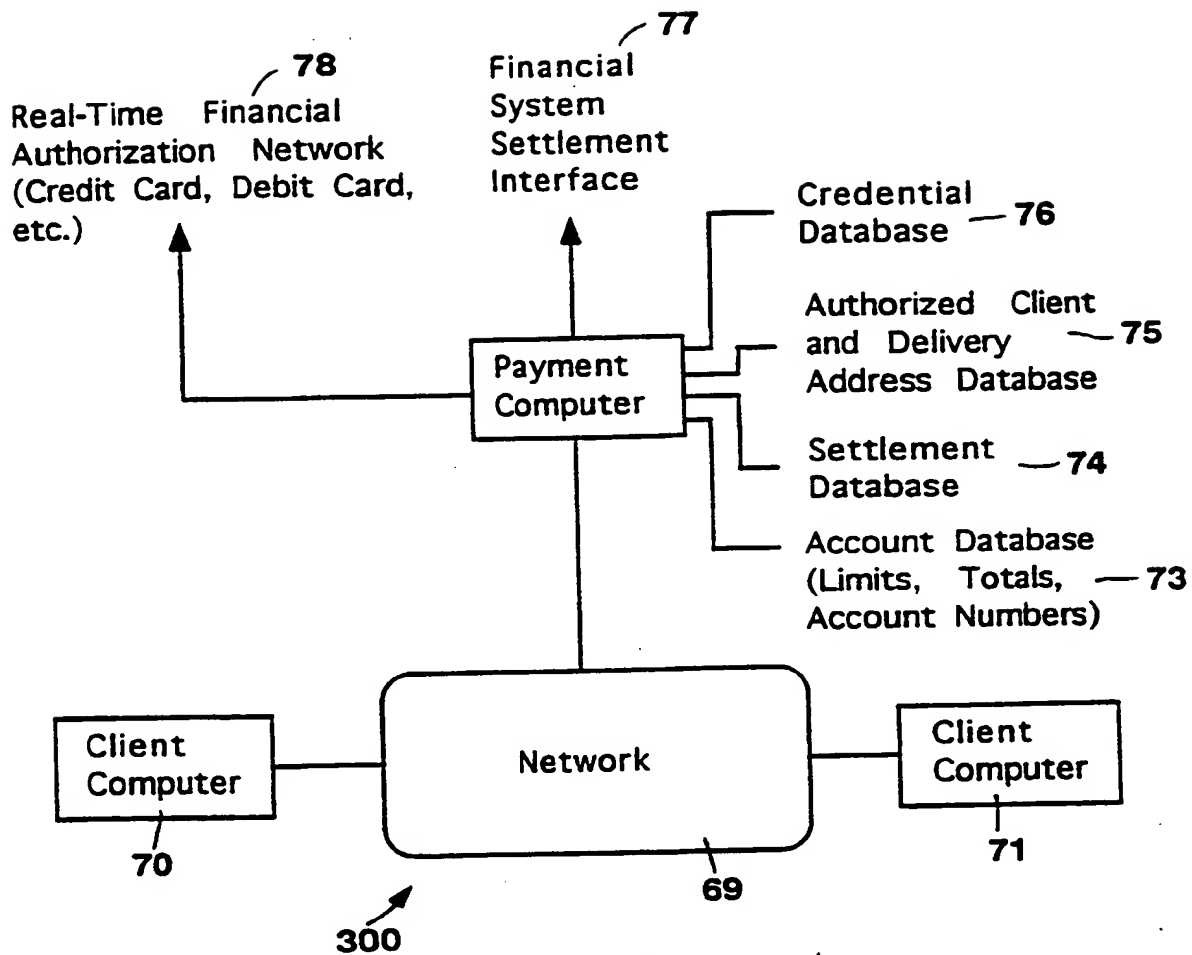 77
78
Financial
System
Settlement
Interface
Real-Time Financial
Authorization Network
(Credit Card, Debit Card,
etc.)
Credential
Database
76
Authorized Client
and Delivery
Address Database
75
Payment
Computer
Settlement
Database
74
Account Database
(Limits, Totals,
Account Numbers)
73
Client
Computer
70
Network
69
Client
Computer
71
300